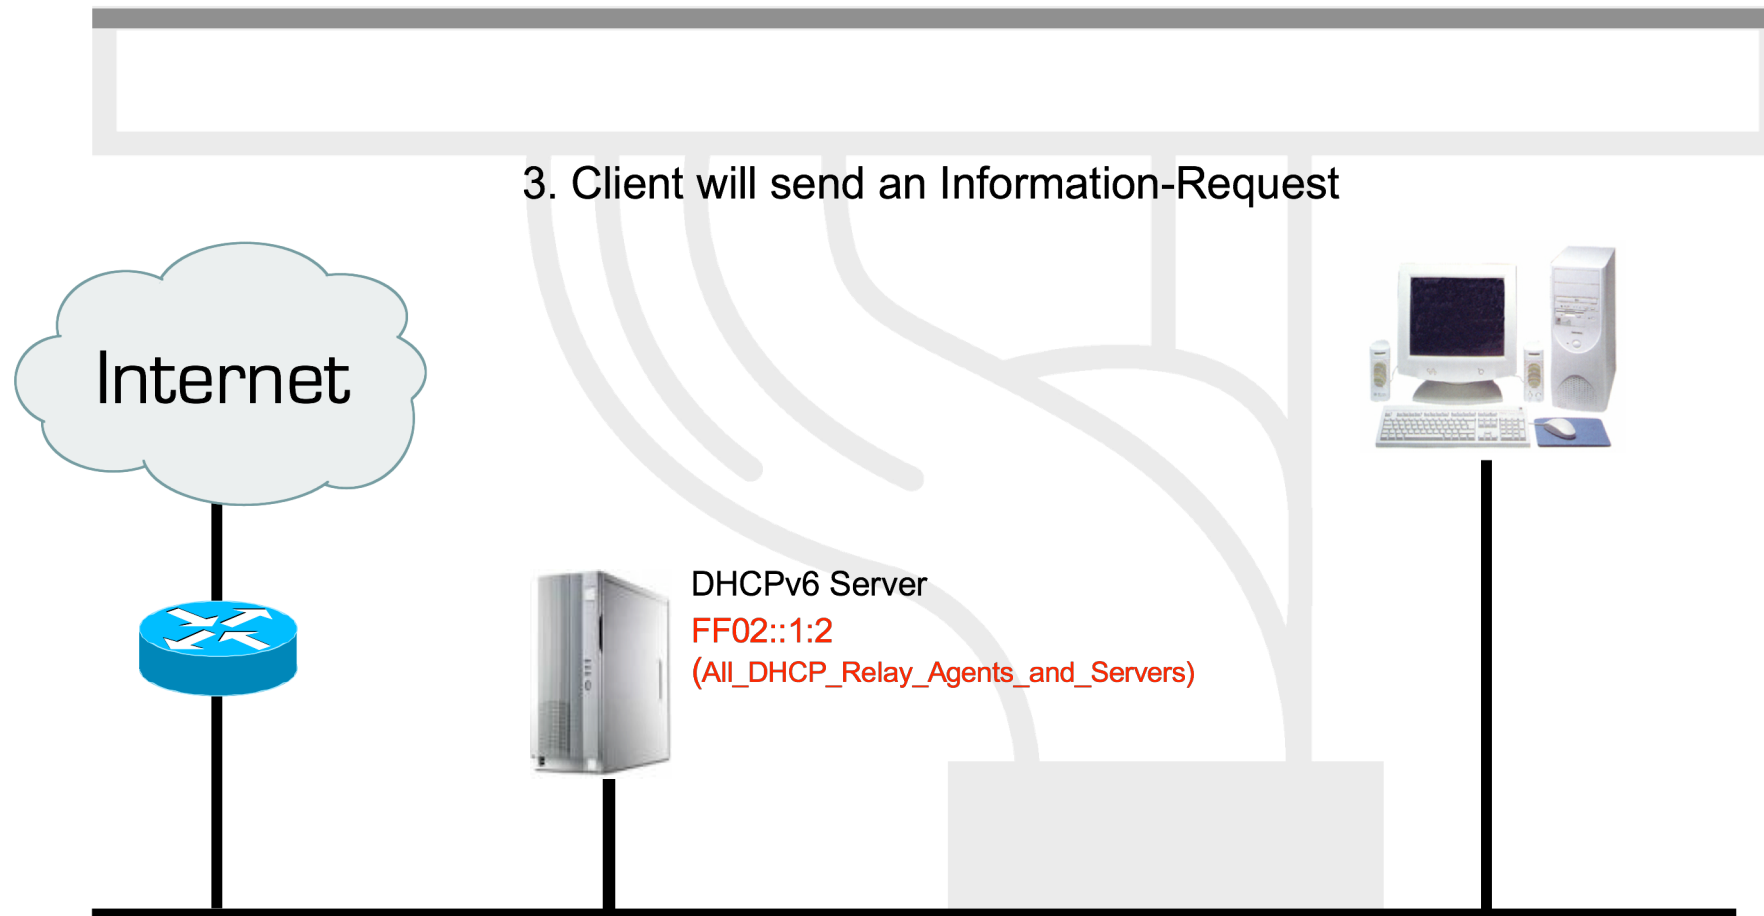 3. Client will send an Information-Request
Internet
DHCPv6 Server
FF02::1:2
(All_DHCP_Relay_Agents_and_Servers)